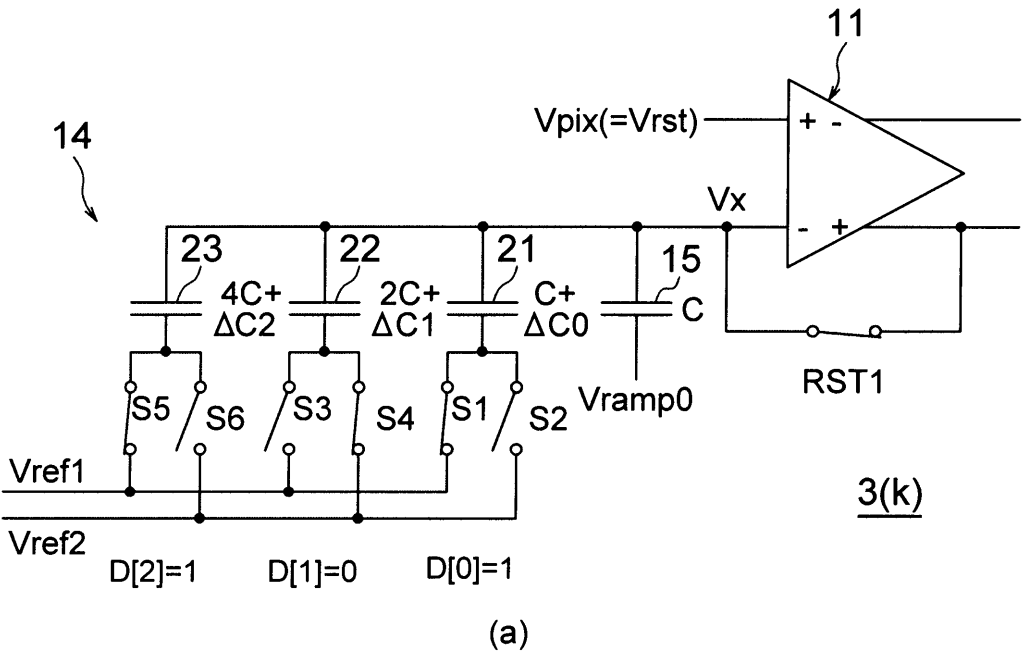 11
Vpix(=Vrst)
+ -
14
Vx
- +
23
22
21
15
4C+
ΔC2
2C+
ΔC1
C+
ΔC0
C
RST1
Vramp0
S5
S6
S3
S4
S1
S2
Vref1
3(k)
Vref2
D[2]=1
D[1]=0
D[0]=1
(a)